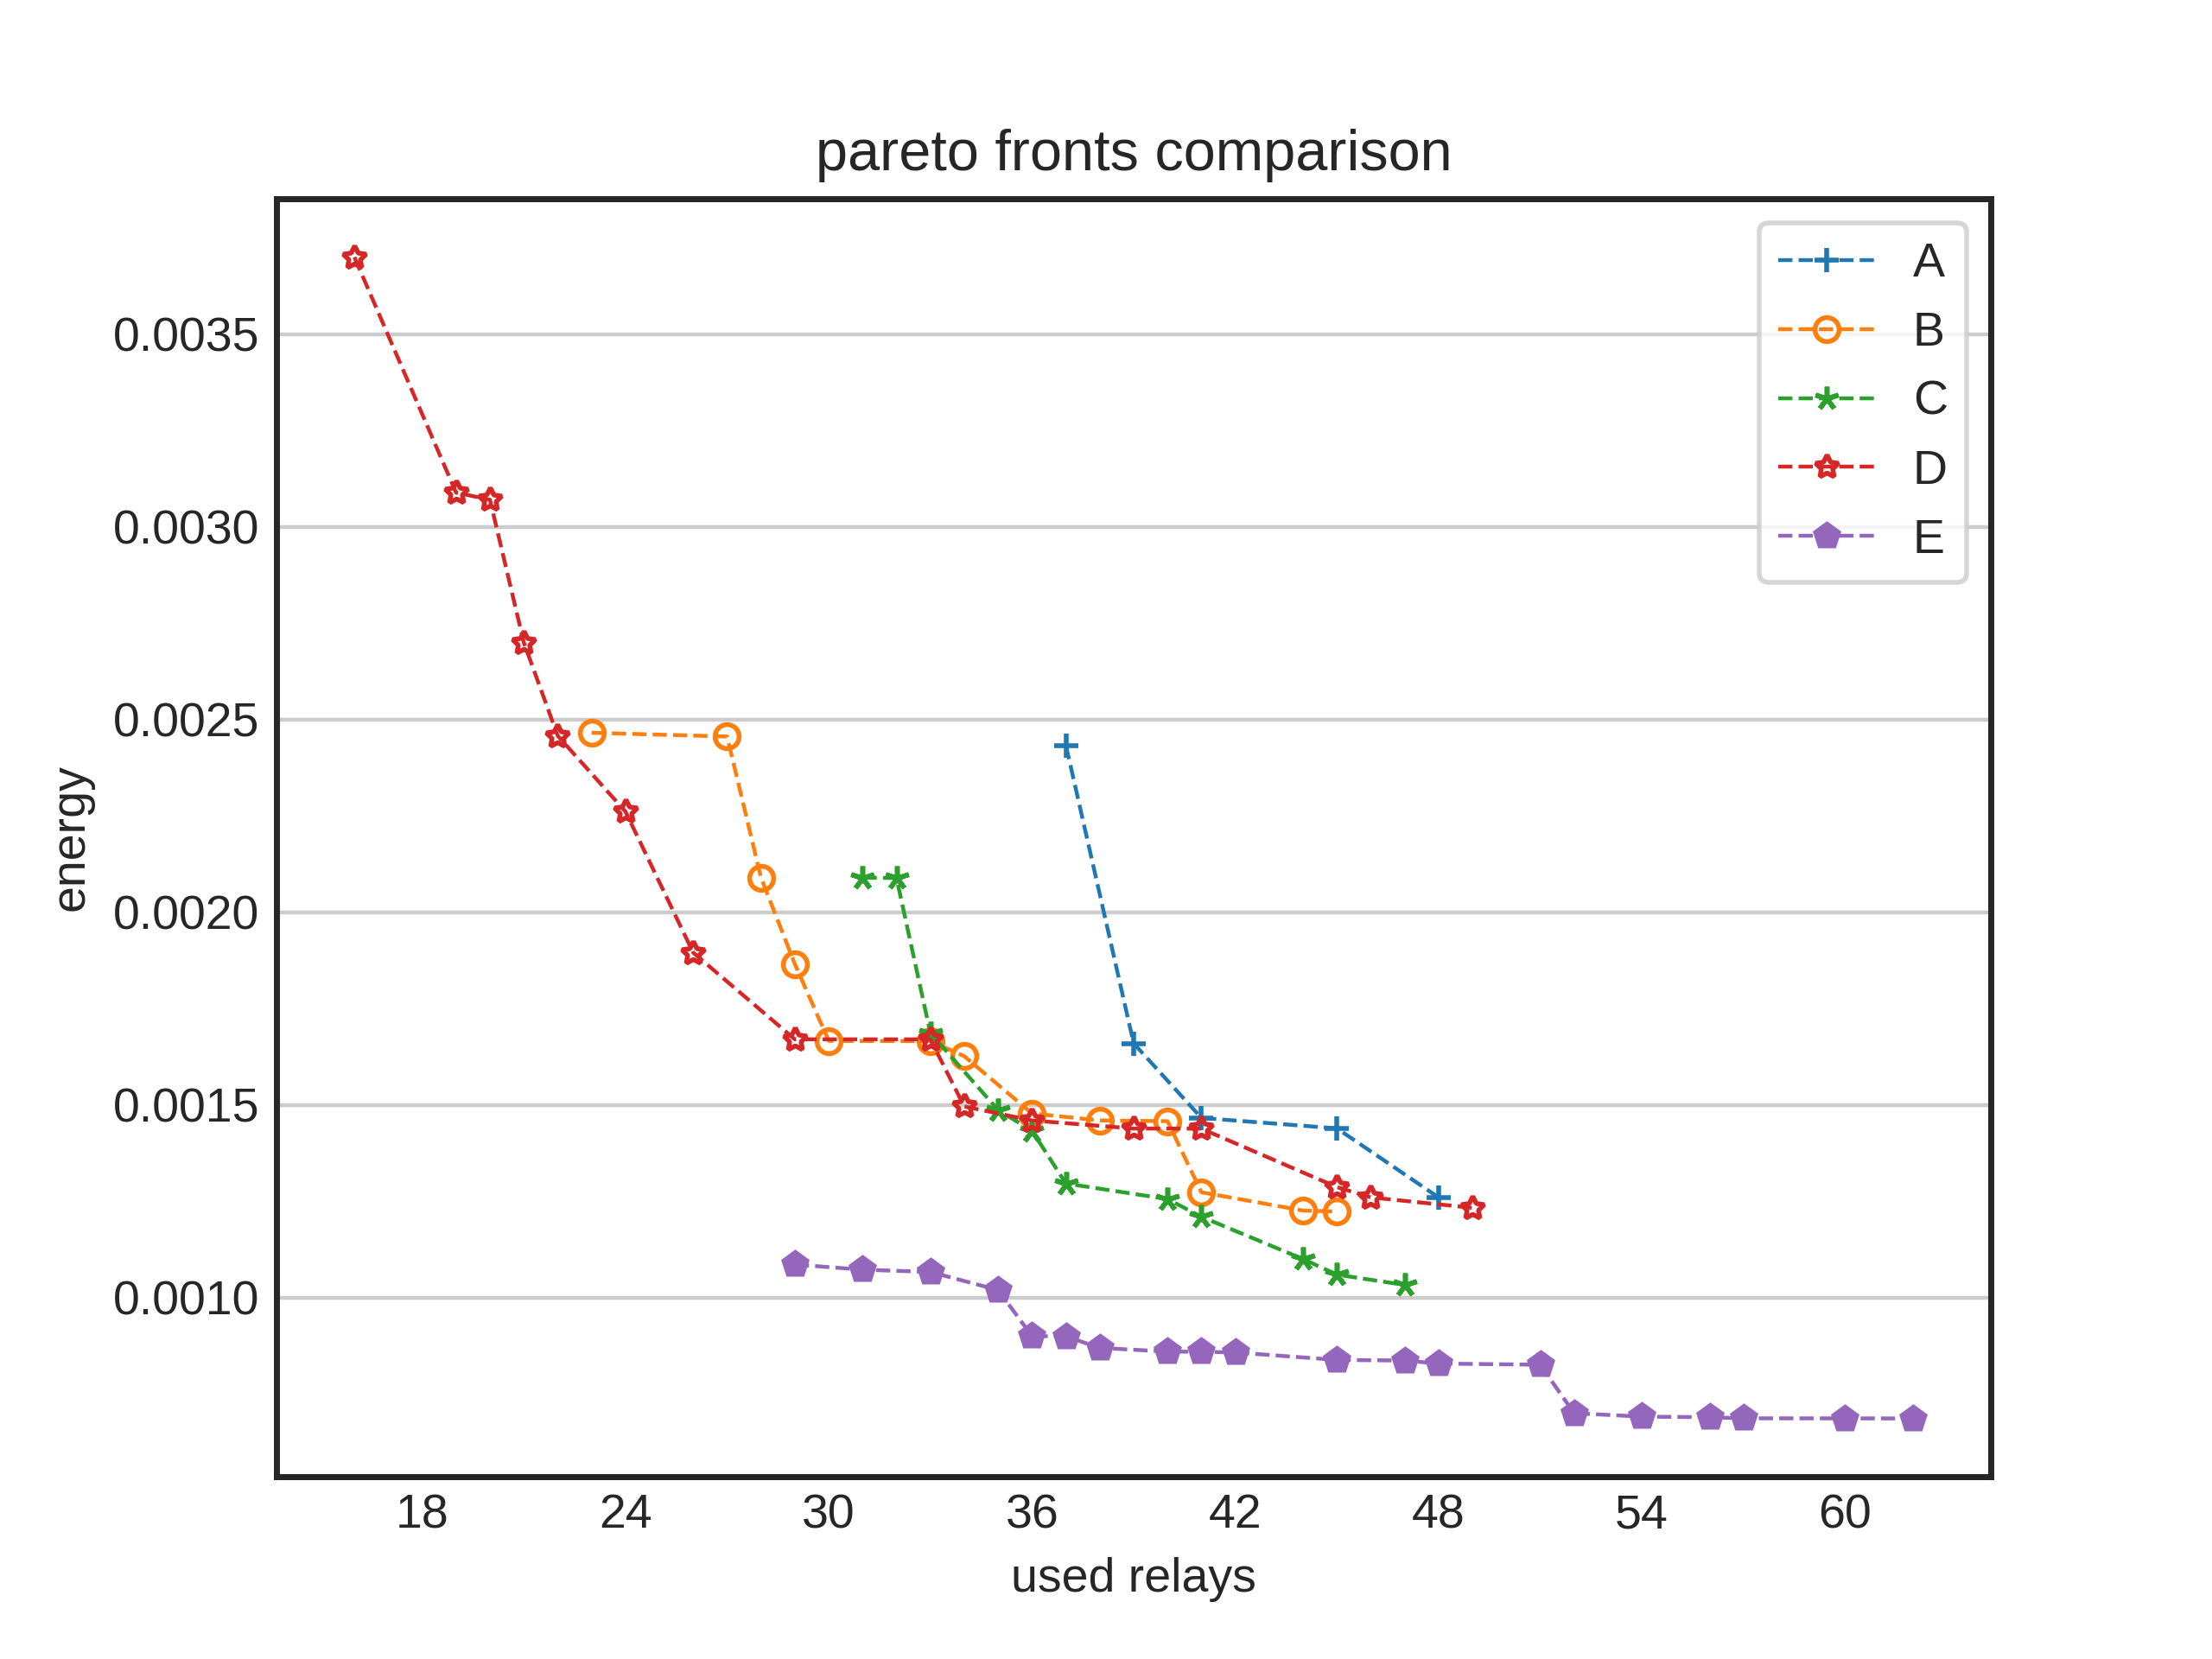 pareto fronts comparison
A
B
C
D
E
0.0035
0.0030
0.0025
0.0020
0.0015
0.0010
energy
18 24 30 36 42 48 54 60
used relays